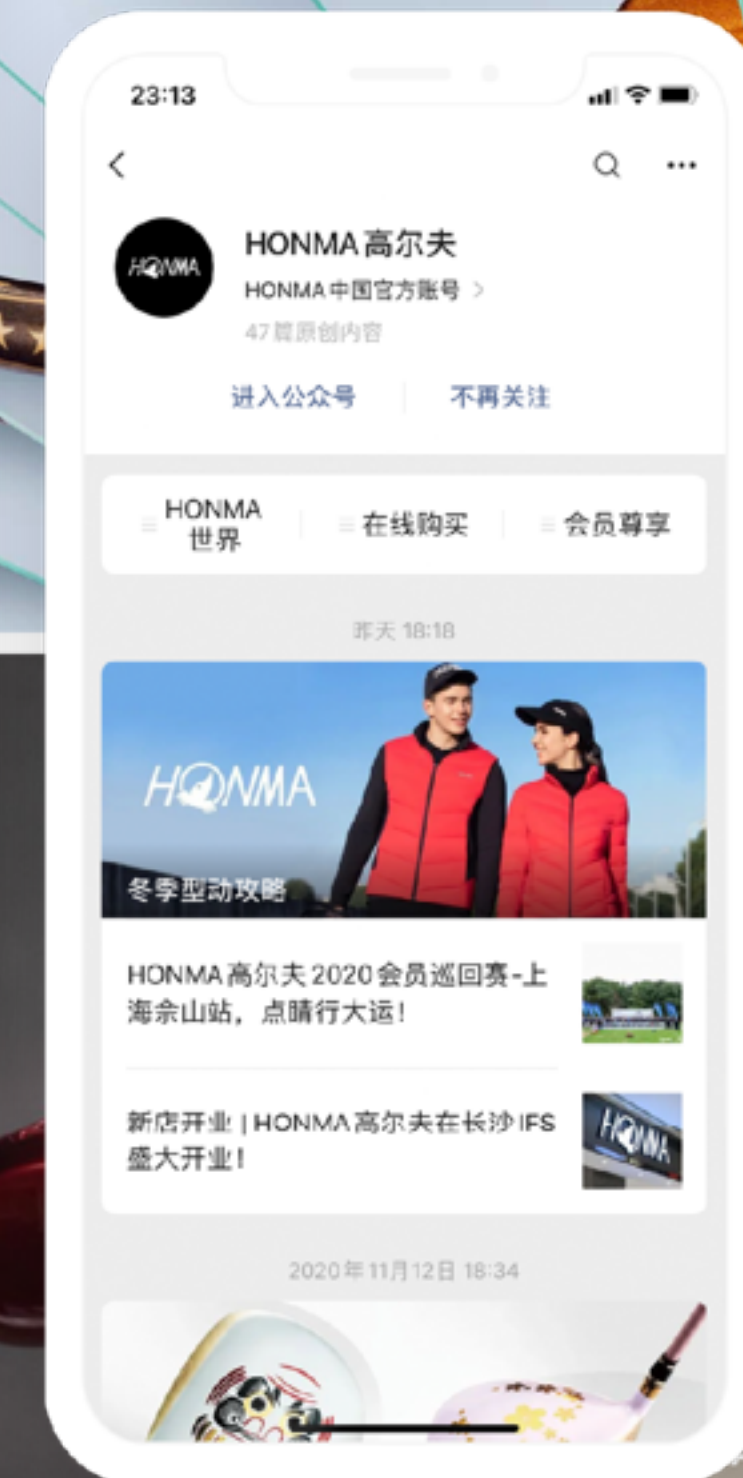 23:13
HONMA
HONMA高尔夫
HONMA中国官方账号
47篇原创内容
进入公众号
不再关注
HONMA
世界
在线购买
会员尊享
昨天 18:18
HONMA
冬季型动攻略
HONMA高尔夫2020会员巡回赛-上
海佘山站，点睛行大运！
新店开业 | HONMA高尔夫在长沙IFS
盛大开业！
HONMA
2020年11月12日 18:34